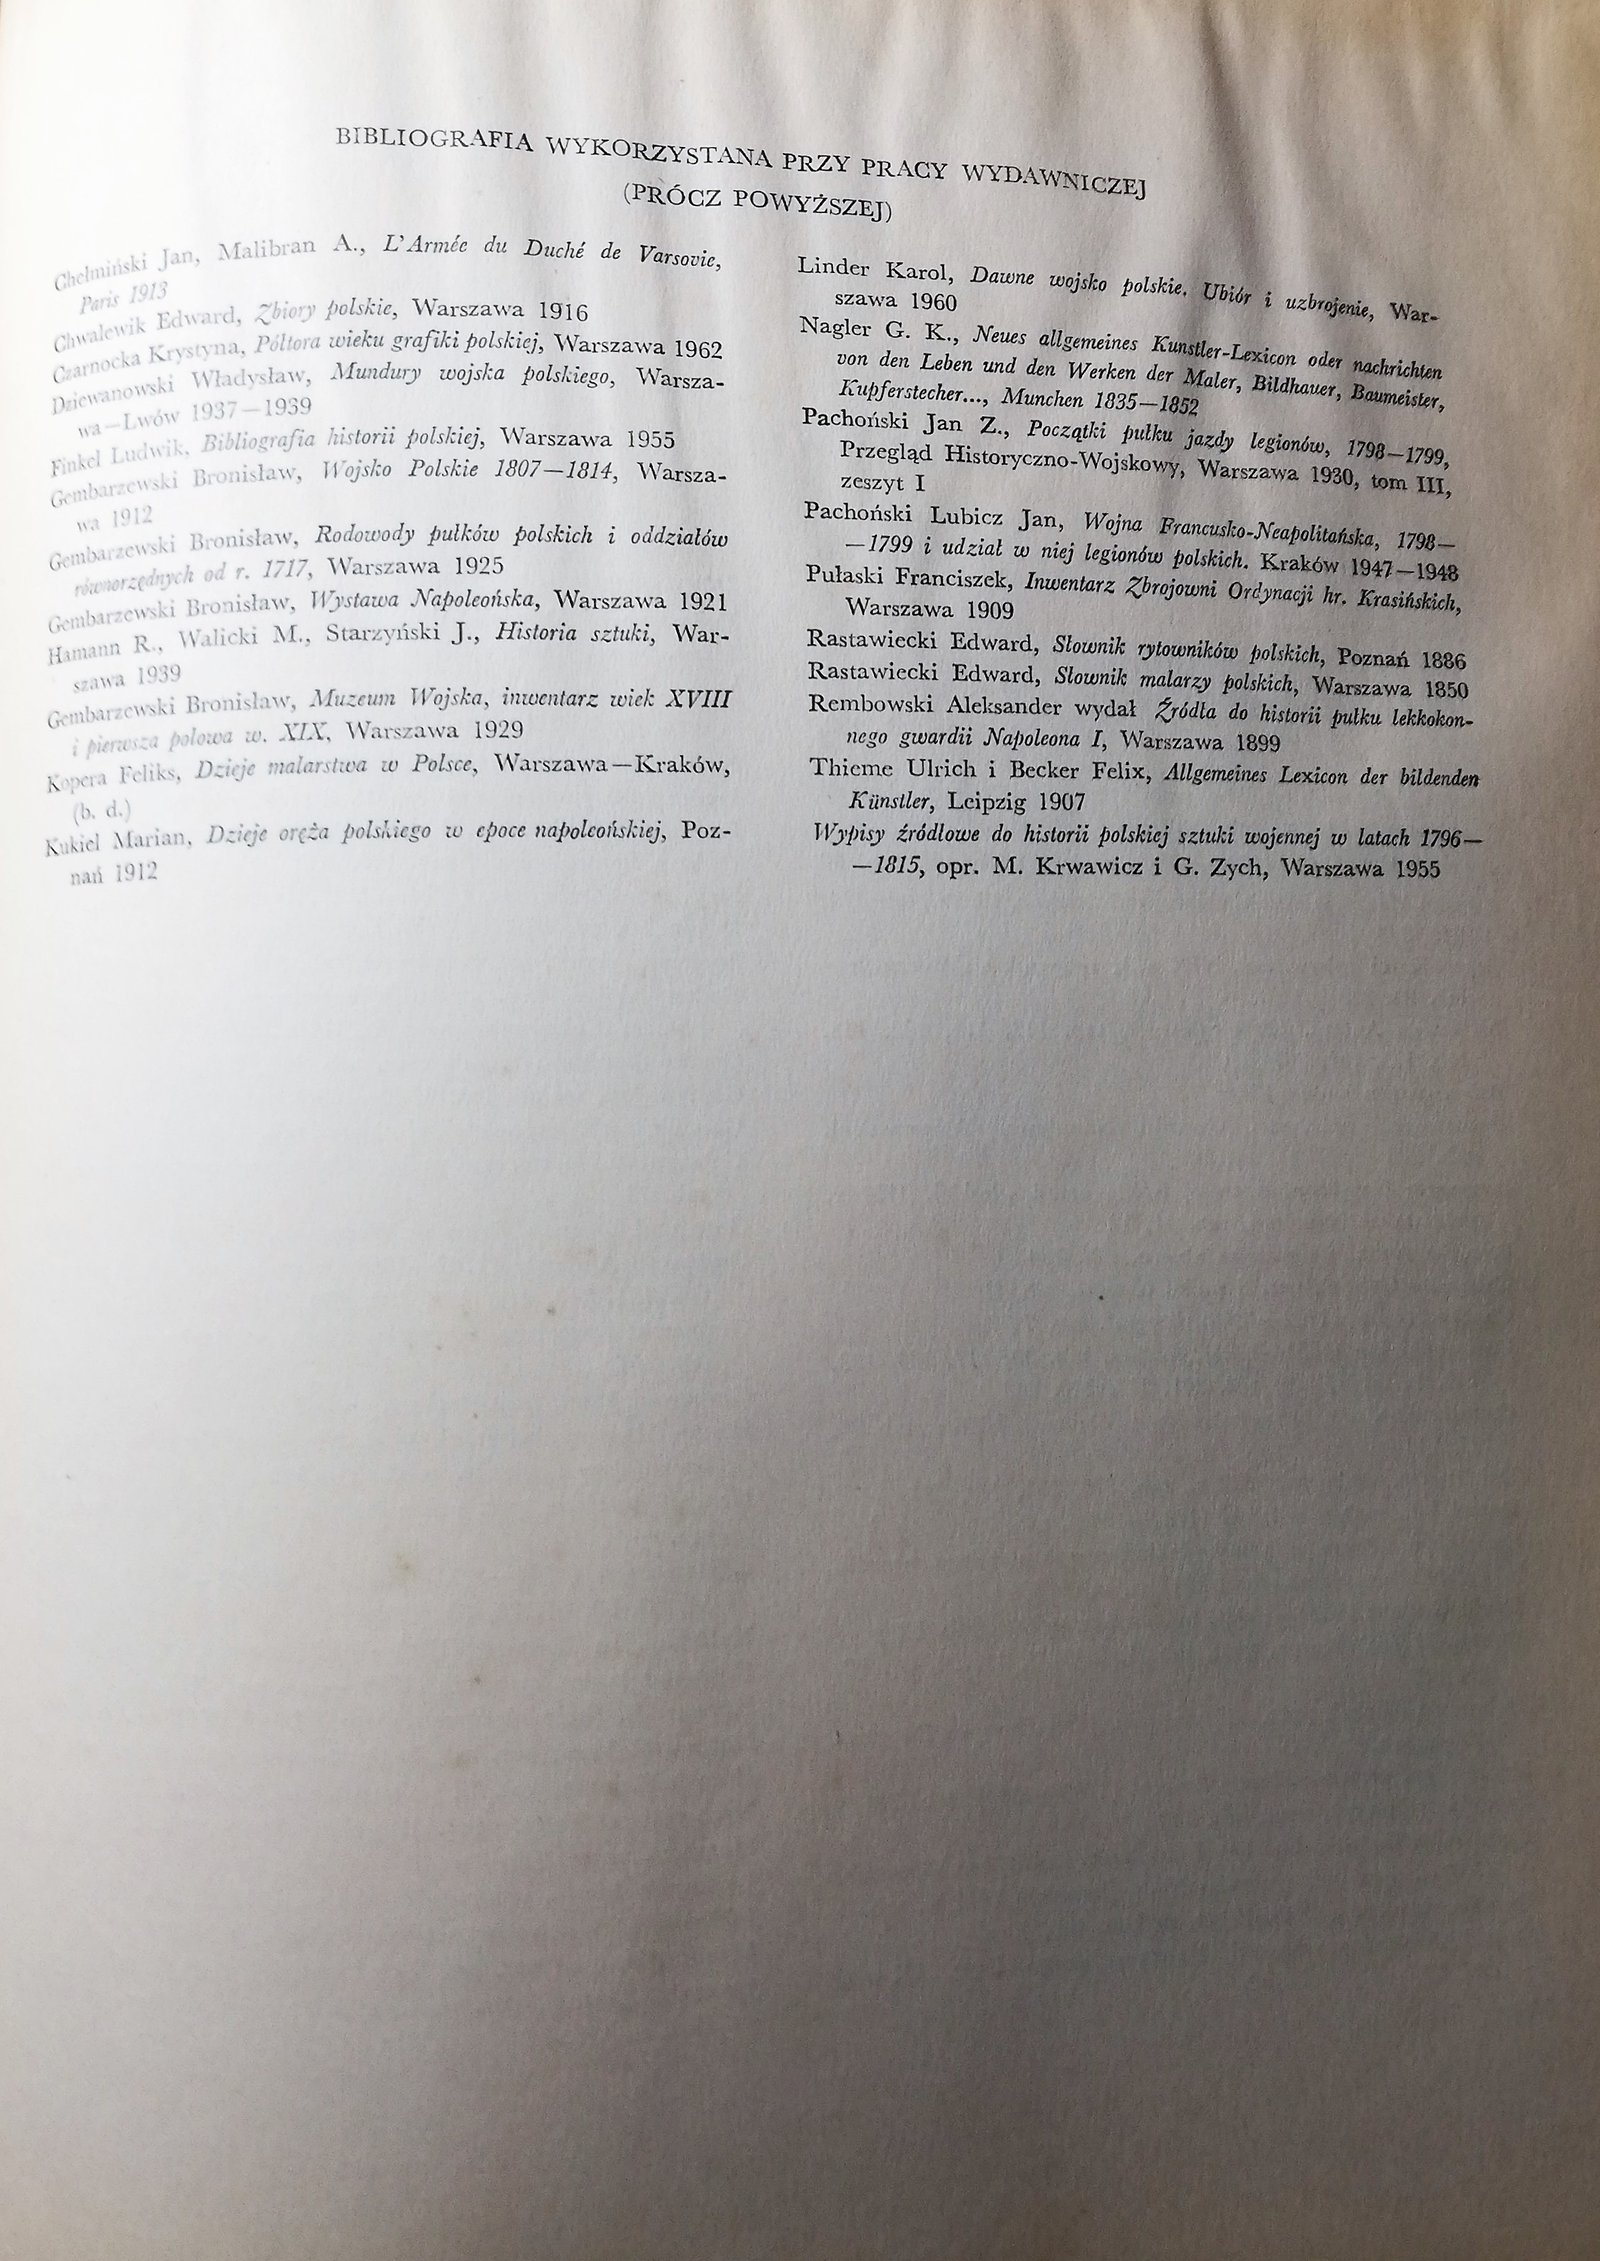 BIBLIOGRAFIA WYKORZYSTANA PRZY PRACY WYDAWNICZEJ
(PRÓCZ POWYŻSZEJ)
Chełmiński Jan, Malibran A., L'Armée du Duché de Varsovie,
Paris 1913
Chwalewik Edward, Zbiory polskie, Warszawa 1916
Czarnocka Krystyna, Półtora wieku grafiki polskiej, Warszawa 1962
Dziewanowski Władysław, Mundury wojska polskiego, Warsza-
wa—Lwów 1937—1939
Finkel Ludwik, Bibliografia historii polskiej, Warszawa 1955
Gembarzewski Bronisław, Wojsko Polskie 1807—1814, Warsza-
wa 1912
Gembarzewski Bronisław, Rodowody pułków polskich i oddziałów
równorzędnych od r. 1717, Warszawa 1925
Gembarzewski Bronisław, Wystawa Napoleońska, Warszawa 1921
Hamann R., Walicki M., Starzyński J., Historia sztuki, War-
szawa 1939
Gembarzewski Bronisław, Muzeum Wojska, inwentarz wiek XVIII
i pierwsza połowa w. XIX, Warszawa 1929
Kopera Feliks, Dzieje malarstwa w Polsce, Warszawa—Kraków,
(b. d.)
Kukiel Marian, Dzieje oręża polskiego w epoce napoleońskiej, Poz-
nań 1912
Linder Karol, Dawne wojsko polskie. Ubiór i uzbrojenie, War-
szawa 1960
Nagler G. K., Neues allgemeines Kunstler-Lexicon oder nachrichten
von den Leben und den Werken der Maler, Bildhauer, Baumeister,
Kupferstecher..., Munchen 1835—1852
Pachoński Jan Z., Początki pułku jazdy legionów, 1798—1799,
Przegląd Historyczno-Wojskowy, Warszawa 1930, tom III,
zeszyt I
Pachoński Lubicz Jan, Wojna Francusko-Neapolitańska, 1798—
—1799 i udział w niej legionów polskich. Kraków 1947—1948
Pułaski Franciszek, Inwentarz Zbrojowni Ordynacji hr. Krasińskich,
Warszawa 1909
Rastawiecki Edward, Słownik rytowników polskich, Poznań 1886
Rastawiecki Edward, Słownik malarzy polskich, Warszawa 1850
Rembowski Aleksander wydał Źródła do historii pułku lekkokon-
nego gwardii Napoleona I, Warszawa 1899
Thieme Ulrich i Becker Felix, Allgemeines Lexicon der bildenden
Künstler, Leipzig 1907
Wypisy źródłowe do historii polskiej sztuki wojennej w latach 1796—
—1815, opr. M. Krwawicz i G. Zych, Warszawa 1955